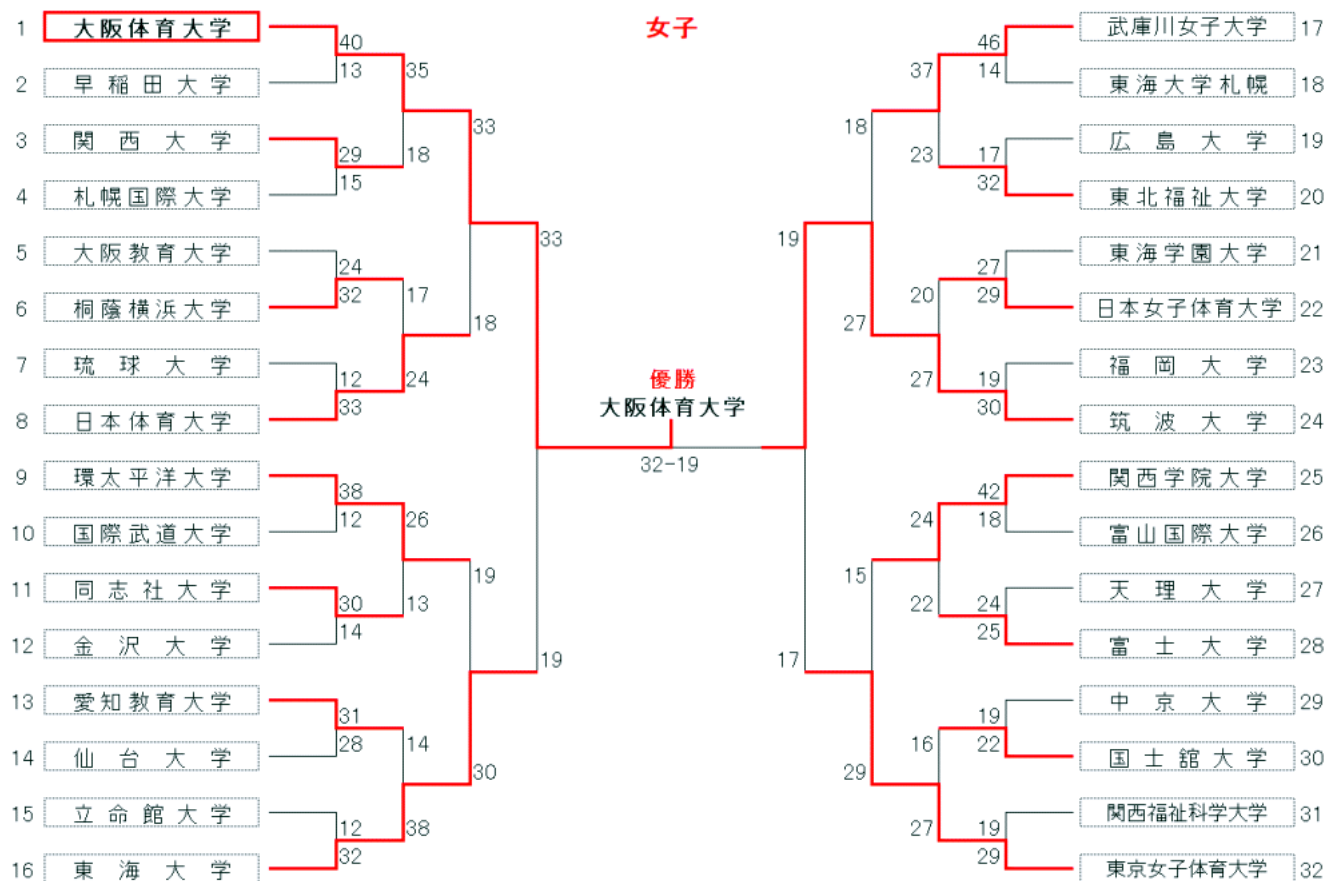 女子
1 大阪体育大学
40
13
2 早稲田大学
35
3 関西大学
29
15
18
4 札幌国際大学
33
5 大阪教育大学
24
32
6 桐蔭横浜大学
17
7 琉球大学
12
33
24
8 日本体育大学
18
33
9 環太平洋大学
38
12
10 国際武道大学
26
11 同志社大学
30
14
13
12 金沢大学
19
13 愛知教育大学
31
28
14 仙台大学
14
15 立命館大学
12
32
38
16 東海大学
30
19
優勝
大阪体育大学
32-19
武庫川女子大学 17
46
14
東海大学札幌 18
37
広島大学 19
17
32
23
東北福祉大学 20
18
東海学園大学 21
27
29
日本女子体育大学 22
20
福岡大学 23
19
30
27
筑波大学 24
27
19
関西学院大学 25
42
18
富山国際大学 26
24
天理大学 27
24
25
22
富士大学 28
15
中京大学 29
19
22
国士舘大学 30
16
関西福祉科学大学 31
19
29
27
東京女子体育大学 32
29
17